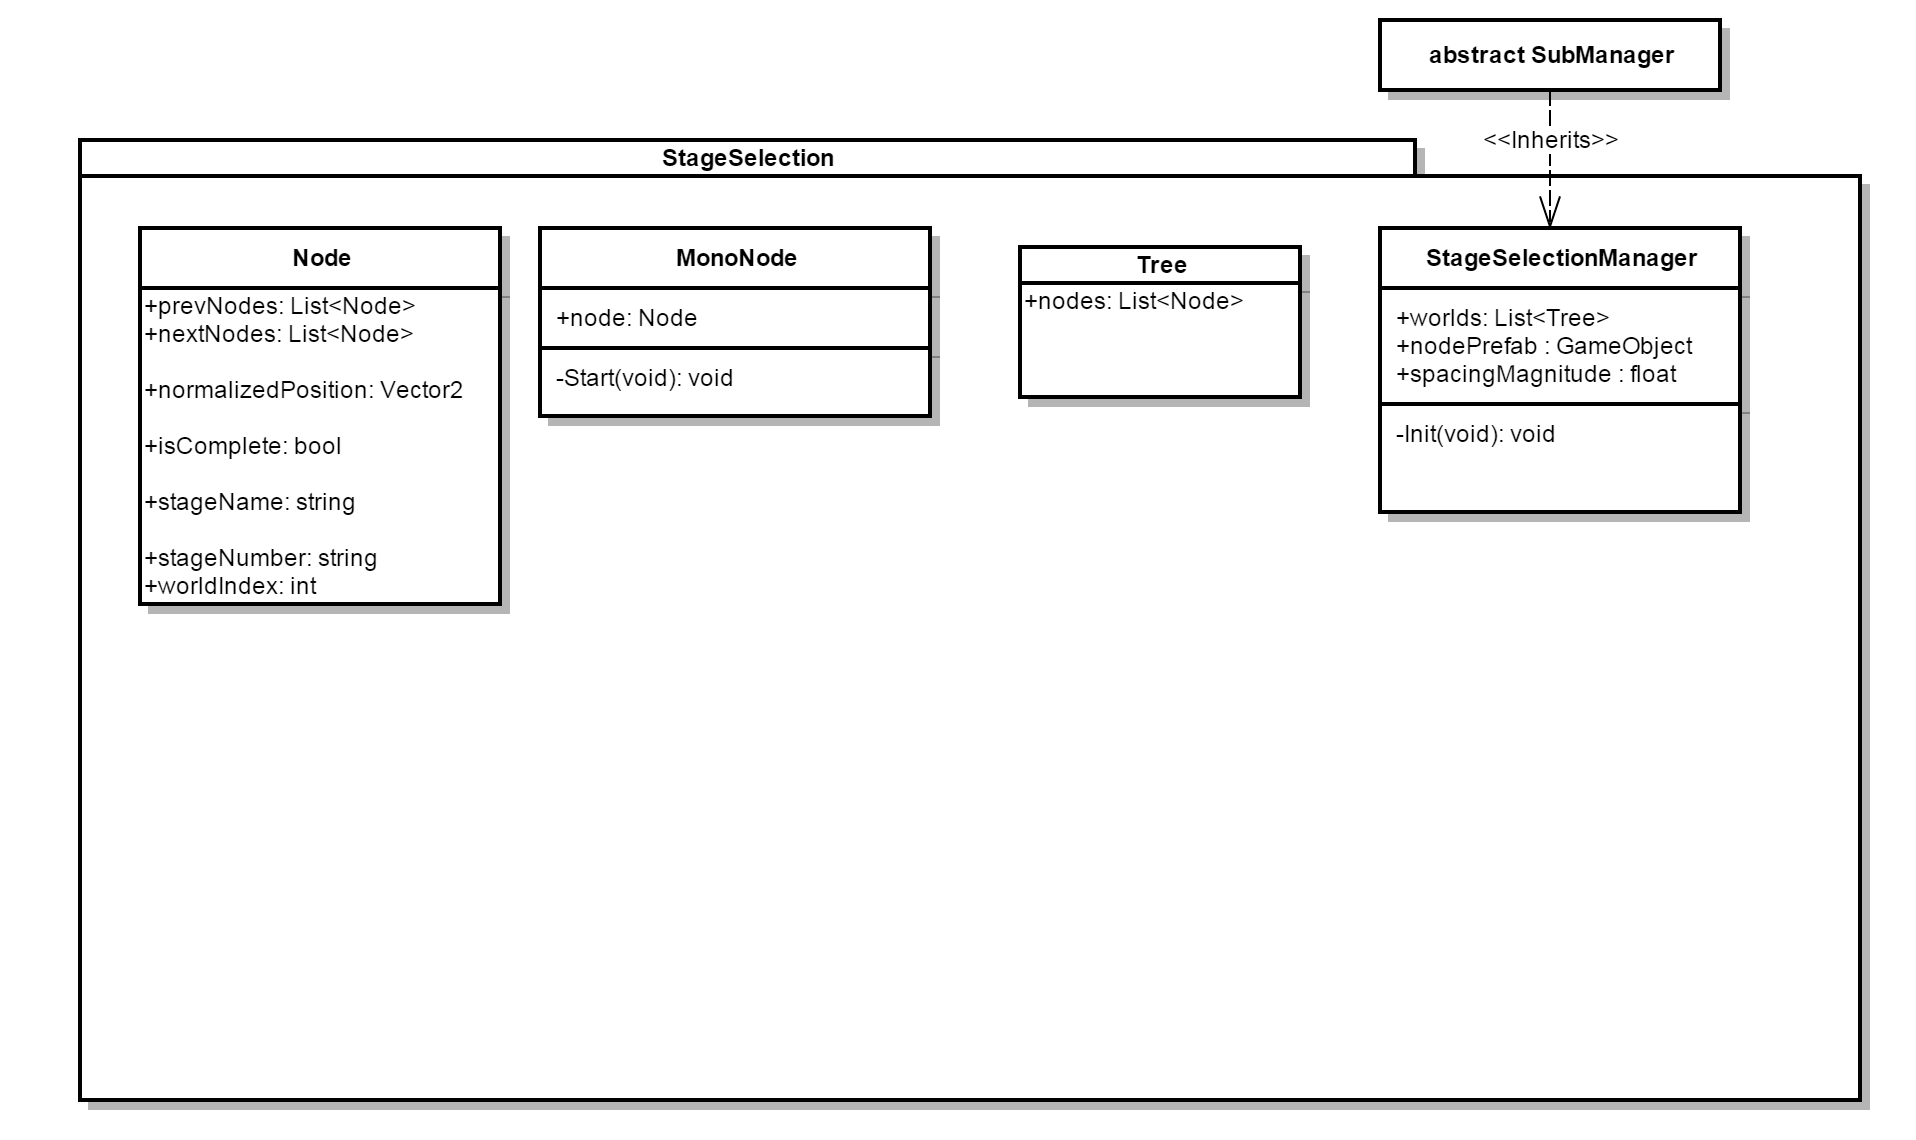 abstract SubManager
<<Inherits>>
StageSelection
Node
+prevNodes: List<Node>
+nextNodes: List<Node>
+normalizedPosition: Vector2
+isComplete: bool
+stageName: string
+stageNumber: string
+worldIndex: int
MonoNode
+node: Node
-Start(void): void
Tree
+nodes: List<Node>
StageSelectionManager
+worlds: List<Tree>
+nodePrefab : GameObject
+spacingMagnitude : float
-Init(void): void